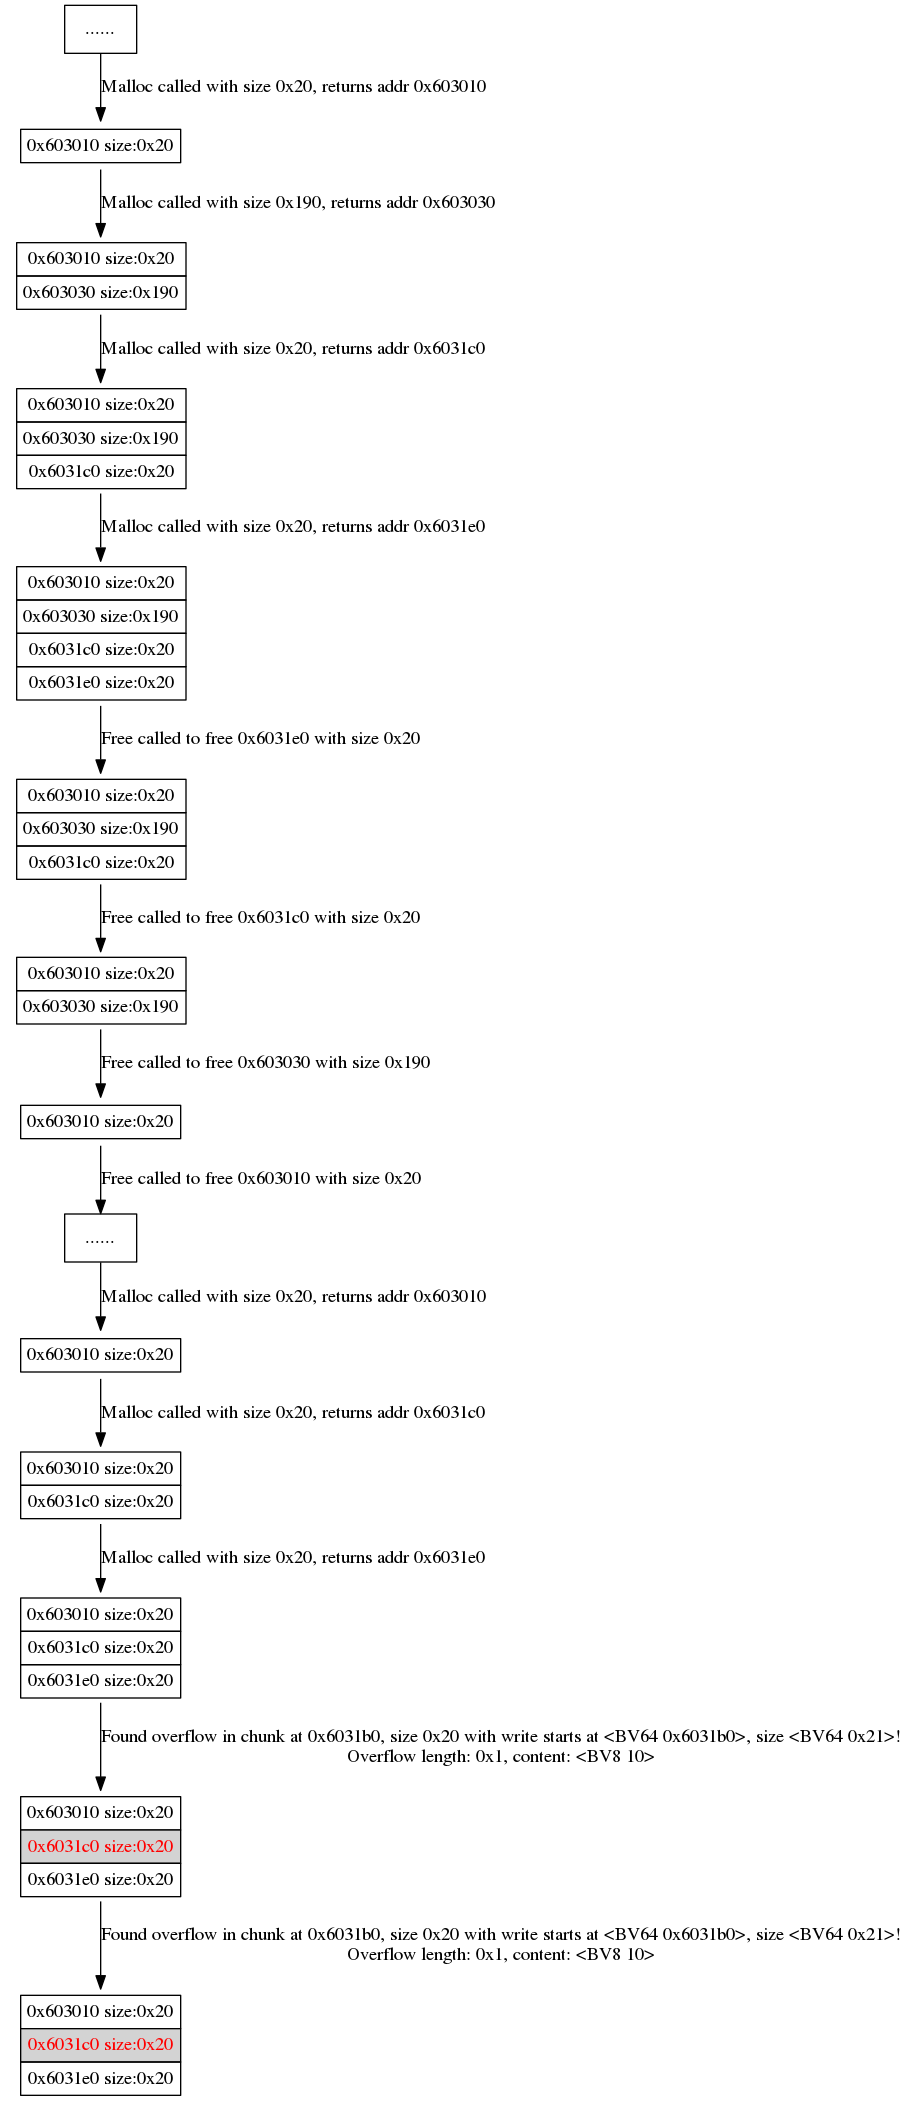 ......
Malloc called with size 0x20, returns addr 0x603010
0x603010 size:0x20
Malloc called with size 0x190, returns addr 0x603030
0x603010 size:0x20
0x603030 size:0x190
Malloc called with size 0x20, returns addr 0x6031c0
0x603010 size:0x20
0x603030 size:0x190
0x6031c0 size:0x20
Malloc called with size 0x20, returns addr 0x6031e0
0x603010 size:0x20
0x603030 size:0x190
0x6031c0 size:0x20
0x6031e0 size:0x20
Free called to free 0x6031e0 with size 0x20
0x603010 size:0x20
0x603030 size:0x190
0x6031c0 size:0x20
Free called to free 0x6031c0 with size 0x20
0x603010 size:0x20
0x603030 size:0x190
Free called to free 0x603030 with size 0x190
0x603010 size:0x20
Free called to free 0x603010 with size 0x20
......
Malloc called with size 0x20, returns addr 0x603010
0x603010 size:0x20
Malloc called with size 0x20, returns addr 0x6031c0
0x603010 size:0x20
0x6031c0 size:0x20
Malloc called with size 0x20, returns addr 0x6031e0
0x603010 size:0x20
0x6031c0 size:0x20
0x6031e0 size:0x20
Found overflow in chunk at 0x6031b0, size 0x20 with write starts at <BV64 0x6031b0>, size <BV64 0x21>!
Overflow length: 0x1, content: <BV8 10>
0x603010 size:0x20
0x6031c0 size:0x20
0x6031e0 size:0x20
Found overflow in chunk at 0x6031b0, size 0x20 with write starts at <BV64 0x6031b0>, size <BV64 0x21>!
Overflow length: 0x1, content: <BV8 10>
0x603010 size:0x20
0x6031c0 size:0x20
0x6031e0 size:0x20